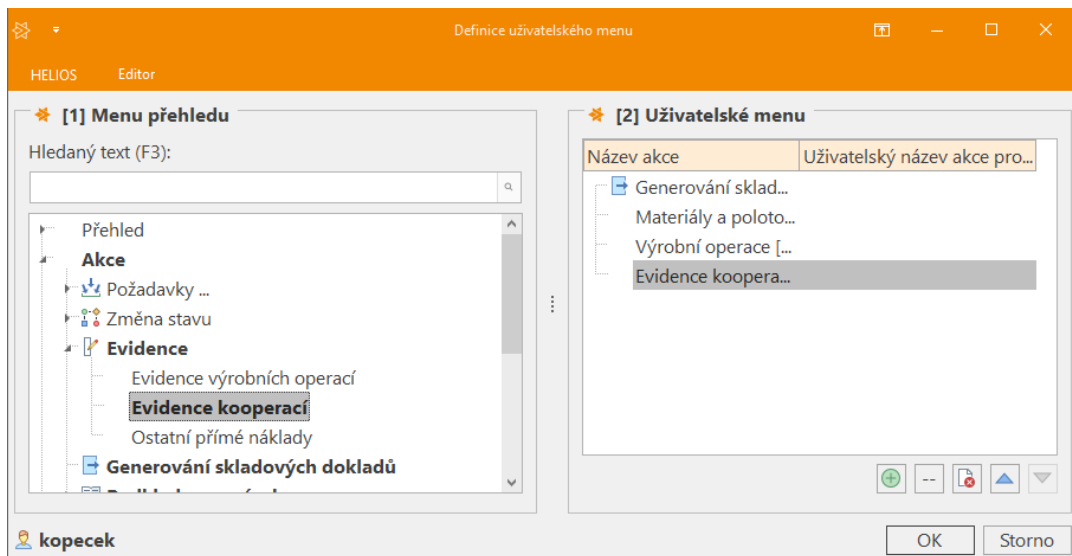 Definice uživatelského menu
HELIOS Editor
[1] Menu přehledu
Hledaný text (F3):
Přehled
Akce
Požadavky ...
Změna stavu
Evidence
Evidence výrobních operací
Evidence kooperací
Ostatní přímé náklady
Generování skladových dokladů
[2] Uživatelské menu
Název akce Uživatelský název akce pro...
Generování sklad...
Materiály a poloto...
Výrobní operace [...
Evidence koopera...
--
kopecek
OK Storno